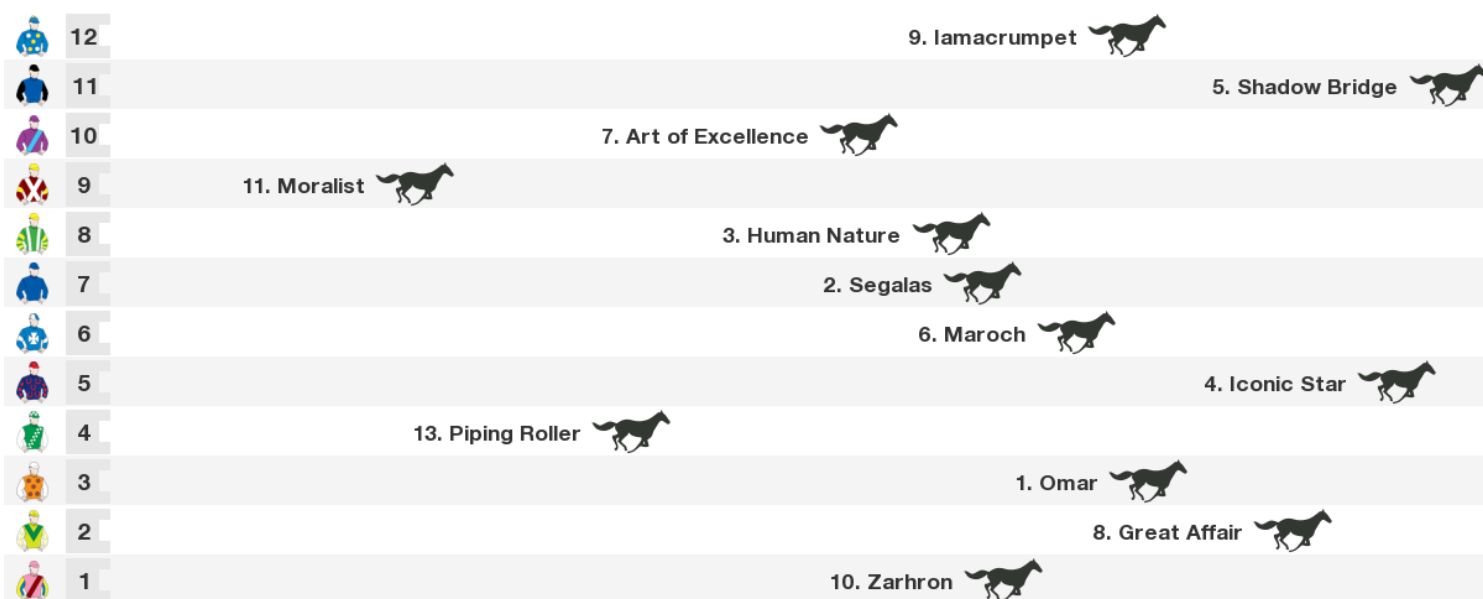 12 9. Iamacrumpet
11 5. Shadow Bridge
10 7. Art of Excellence
9 11. Moralist
8 3. Human Nature
7 2. Segalas
6 6. Maroch
5 4. Iconic Star
4 13. Piping Roller
3 1. Omar
2 8. Great Affair
1 10. Zarhron